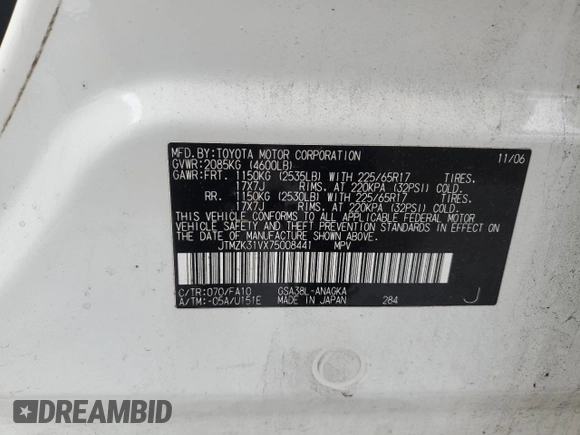 MFD. BY: TOYOTA MOTOR CORPORATION 11/06
GVWR: 2085KG (4600LB)
GAWR: FRT. 1150KG (2535LB) WITH 225/65R17 TIRES.
17X7J RIMS. AT 220KPA (32PSI) COLD.
RR. 1150KG (2530LB) WITH 225/65R17 TIRES.
17X7J RIMS. AT 220KPA (32PSI) COLD.
THIS VEHICLE CONFORMS TO ALL APPLICABLE FEDERAL MOTOR
VEHICLE SAFETY AND THEFT PREVENTION STANDARDS IN EFFECT
ON THE DATE OF MANUFACTURE SHOWN ABOVE.
JTMZK31VX75008441 MPV
C/TR: 070/FA10 GSA38L-ANAGKA
A/TM: -05A/U151E MADE IN JAPAN 284 J
DREAMBID